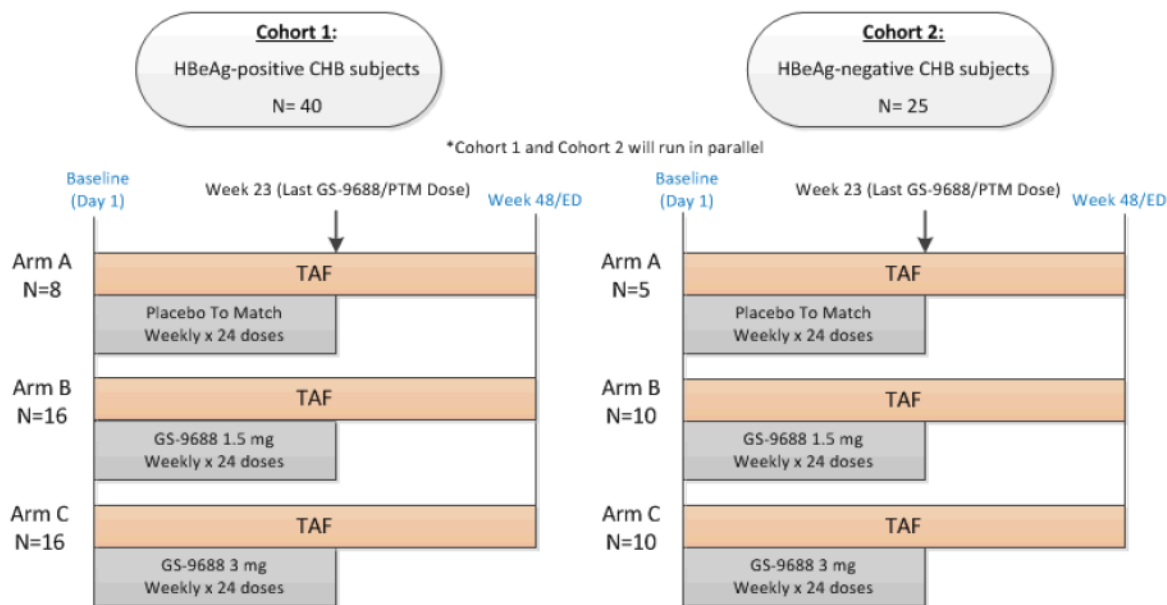 Cohort 1:
HBeAg-positive CHB subjects
N= 40
Cohort 2:
HBeAg-negative CHB subjects
N= 25
*Cohort 1 and Cohort 2 will run in parallel
Baseline
(Day 1)
Week 23 (Last GS-9688/PTM Dose)
Week 48/ED
Arm A
N=8
TAF
Placebo To Match
Weekly x 24 doses
Arm B
N=16
TAF
GS-9688 1.5 mg
Weekly x 24 doses
Arm C
N=16
TAF
GS-9688 3 mg
Weekly x 24 doses
Baseline
(Day 1)
Week 23 (Last GS-9688/PTM Dose)
Week 48/ED
Arm A
N=5
TAF
Placebo To Match
Weekly x 24 doses
Arm B
N=10
TAF
GS-9688 1.5 mg
Weekly x 24 doses
Arm C
N=10
TAF
GS-9688 3 mg
Weekly x 24 doses